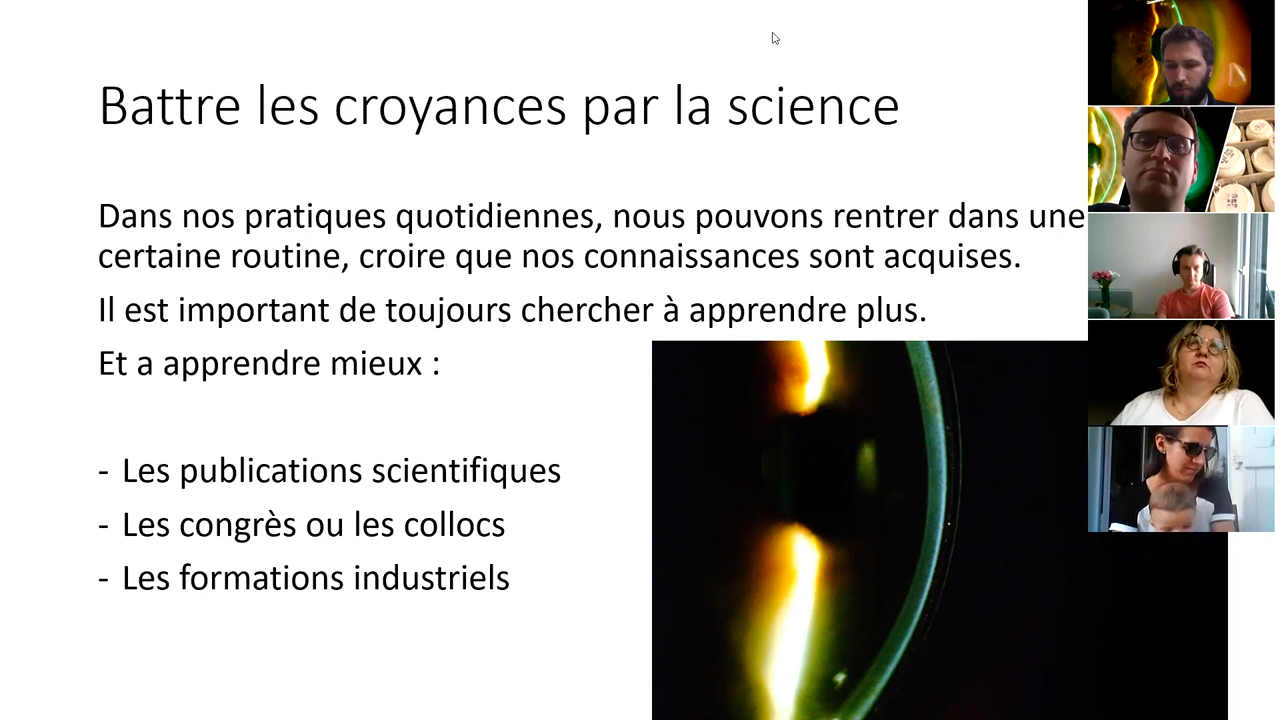 Battre les croyances par la science
Dans nos pratiques quotidiennes, nous pouvons rentrer dans une
certaine routine, croire que nos connaissances sont acquises.
Il est important de toujours chercher à apprendre plus.
Et a apprendre mieux :
- Les publications scientifiques
- Les congrès ou les collocs
- Les formations industriels